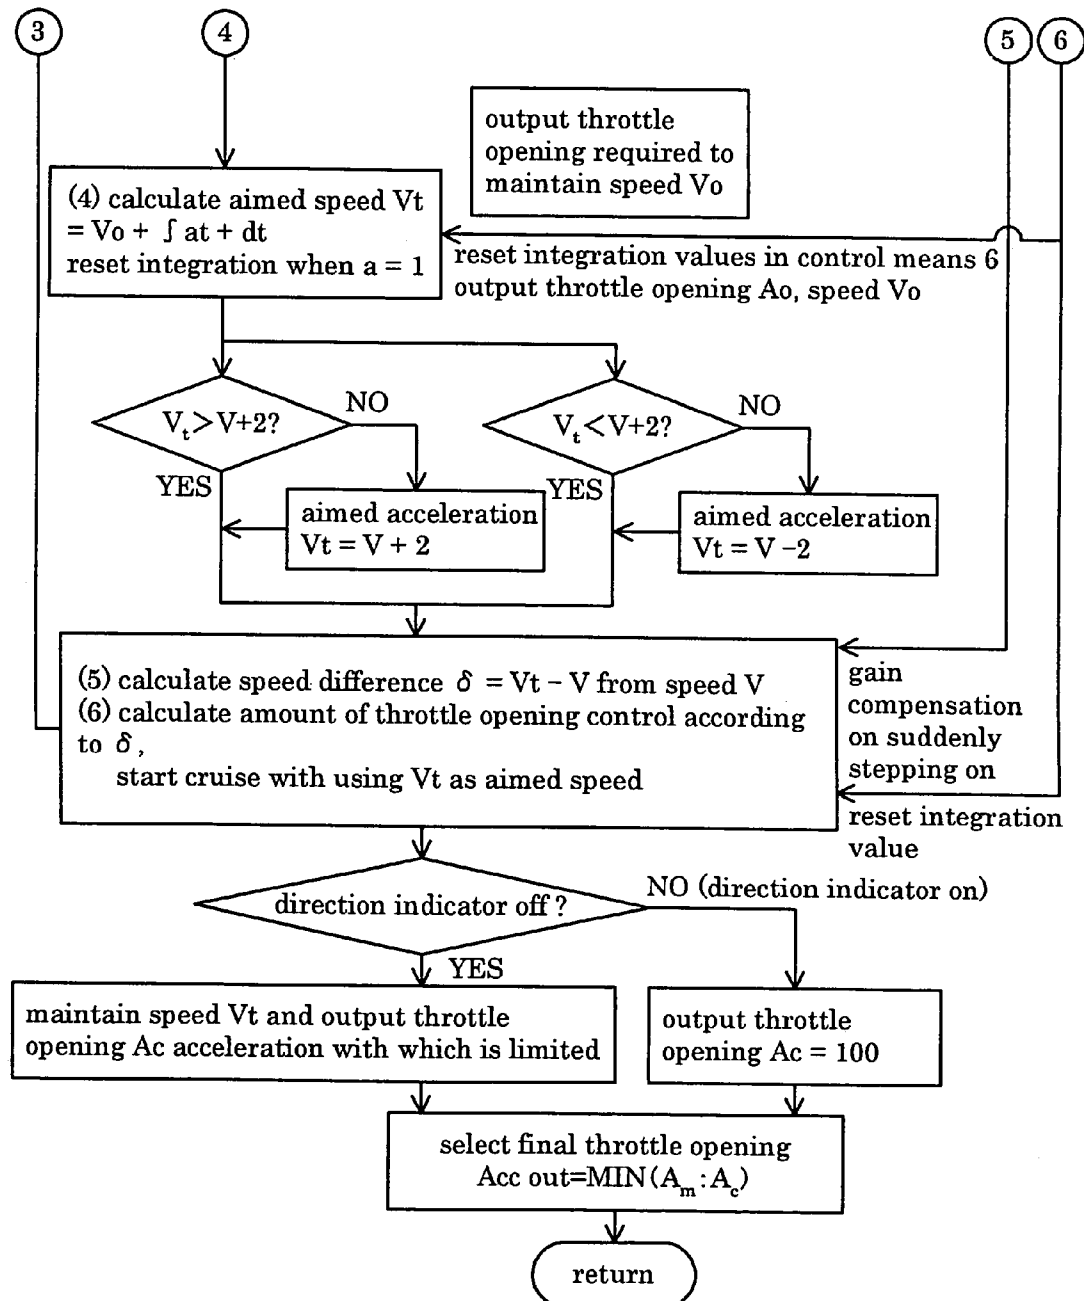 3
4
5
6
output throttle
opening required to
maintain speed Vo
(4) calculate aimed speed Vt
= Vo + ∫ at + dt
reset integration when a = 1
reset integration values in control means 6
output throttle opening Ao, speed Vo
Vt>V+2?
NO
YES
aimed acceleration
Vt = V + 2
Vt<V+2?
NO
YES
aimed acceleration
Vt = V –2
(5) calculate speed difference δ = Vt – V from speed V
(6) calculate amount of throttle opening control according
to δ,
start cruise with using Vt as aimed speed
gain
compensation
on suddenly
stepping on
reset integration
value
direction indicator off ?
NO (direction indicator on)
YES
maintain speed Vt and output throttle
opening Ac acceleration with which is limited
output throttle
opening Ac = 100
select final throttle opening
Acc out=MIN(Am:Ac)
return